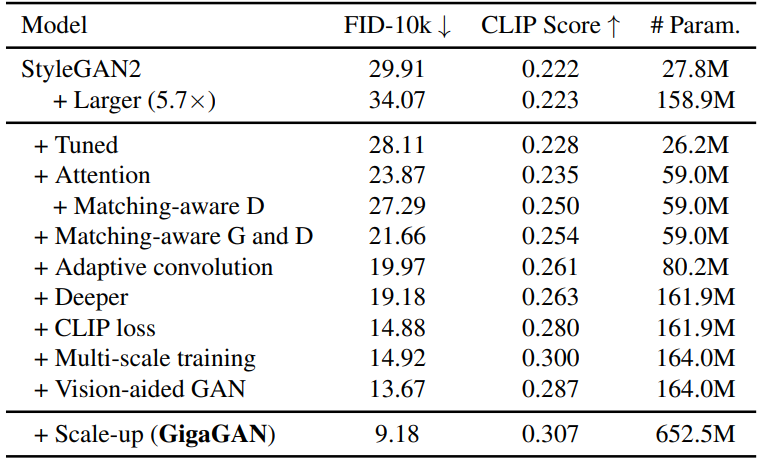 Model FID-10k ↓ CLIP Score ↑ # Param.
StyleGAN2 29.91 0.222 27.8M
+ Larger (5.7×) 34.07 0.223 158.9M
+ Tuned 28.11 0.228 26.2M
+ Attention 23.87 0.235 59.0M
+ Matching-aware D 27.29 0.250 59.0M
+ Matching-aware G and D 21.66 0.254 59.0M
+ Adaptive convolution 19.97 0.261 80.2M
+ Deeper 19.18 0.263 161.9M
+ CLIP loss 14.88 0.280 161.9M
+ Multi-scale training 14.92 0.300 164.0M
+ Vision-aided GAN 13.67 0.287 164.0M
+ Scale-up (GigaGAN) 9.18 0.307 652.5M